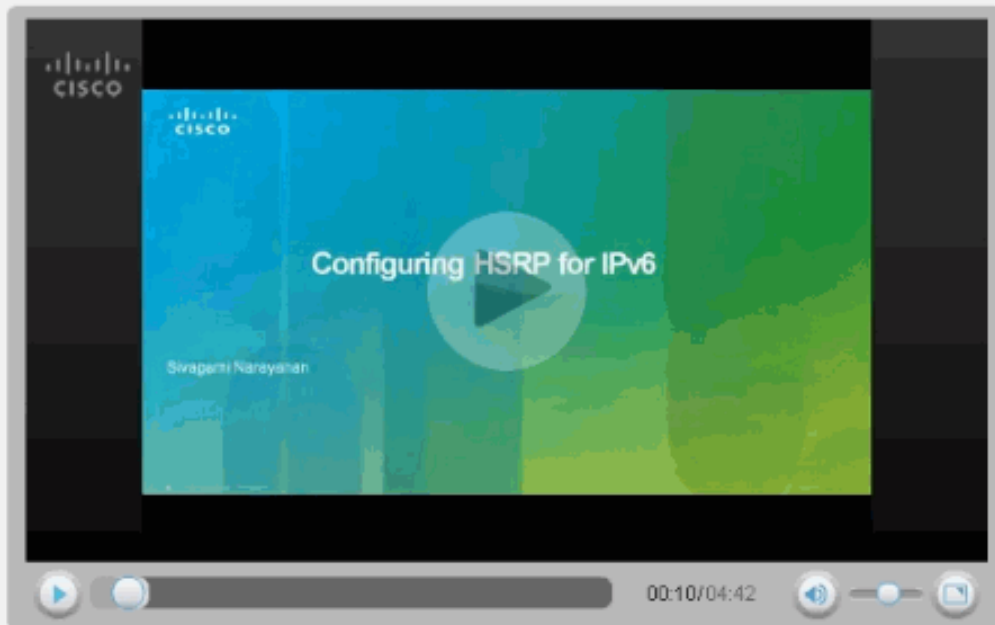 CISCO
CISCO
Configuring HSRP for IPv6
Sivagami Narayanan
00:10/04:42